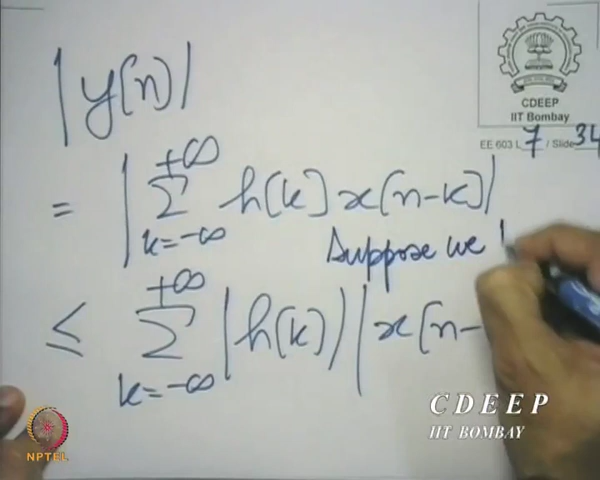 |y[n]|
CDEEP
IIT Bombay
EE 603 L 7 / Slide 34
= | +∞ Σ k=-∞ h[k] x[n-k] |
Suppose we
≤ +∞ Σ k=-∞ |h[k]| |x[n-
CDEEP
IIT BOMBAY
NPTEL